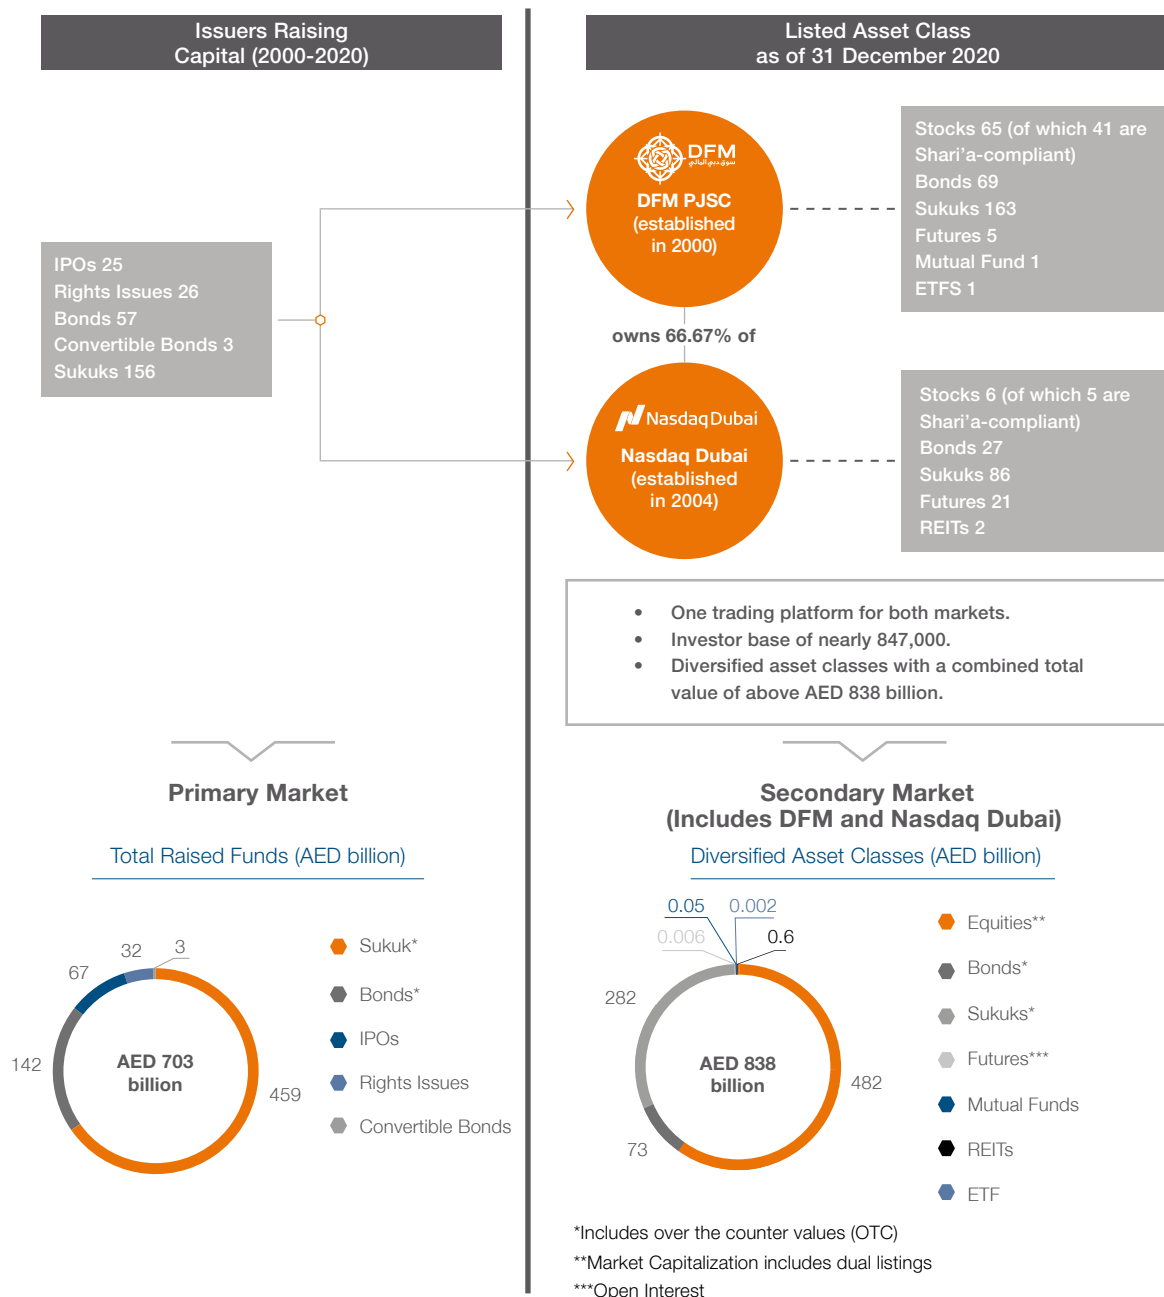 Issuers Raising
Capital (2000-2020)
IPOs 25
Rights Issues 26
Bonds 57
Convertible Bonds 3
Sukuks 156
Listed Asset Class
as of 31 December 2020
DFM
سوق دبي المالي
DFM PJSC
(established
in 2000)
Stocks 65 (of which 41 are
Shari'a-compliant)
Bonds 69
Sukuks 163
Futures 5
Mutual Fund 1
ETFS 1
owns 66.67% of
Nasdaq Dubai
Nasdaq Dubai
(established
in 2004)
Stocks 6 (of which 5 are
Shari'a-compliant)
Bonds 27
Sukuks 86
Futures 21
REITs 2
• One trading platform for both markets.
• Investor base of nearly 847,000.
• Diversified asset classes with a combined total
value of above AED 838 billion.
Primary Market
Total Raised Funds (AED billion)
3
32
67
142
459
AED 703
billion
Sukuk*
Bonds*
IPOs
Rights Issues
Convertible Bonds
Secondary Market
(Includes DFM and Nasdaq Dubai)
Diversified Asset Classes (AED billion)
0.05
0.002
0.006
0.6
282
482
73
AED 838
billion
Equities**
Bonds*
Sukuks*
Futures***
Mutual Funds
REITs
ETF
*Includes over the counter values (OTC)
**Market Capitalization includes dual listings
***Open Interest